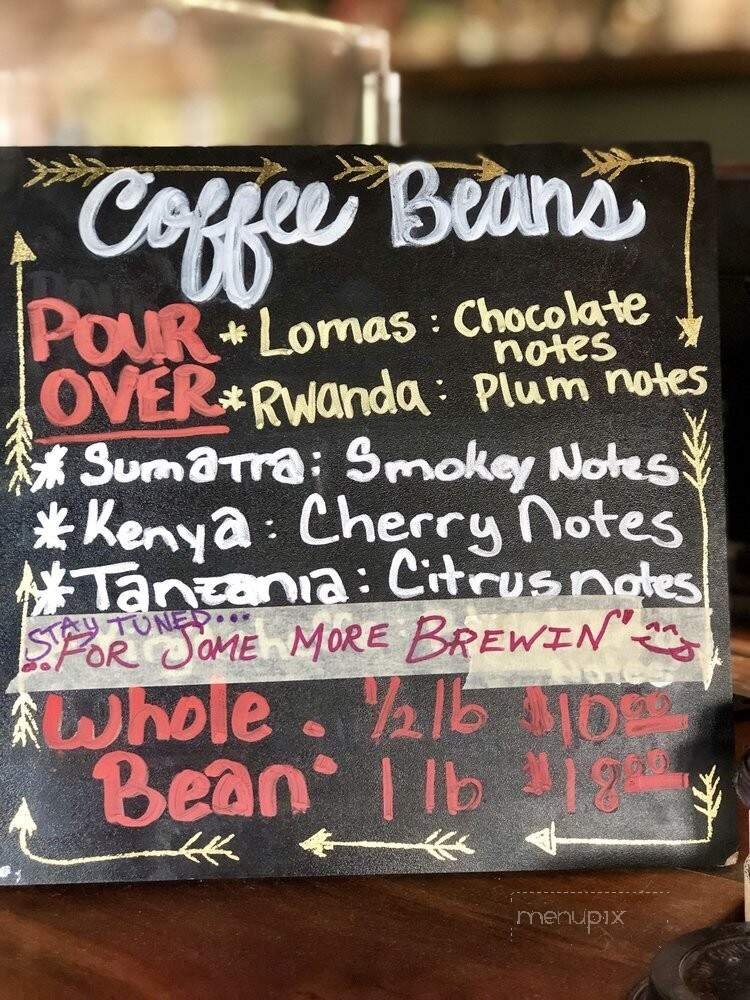 Coffee Beans
POUR OVER
* Lomas : Chocolate notes
* Rwanda : Plum notes
* Sumatra : Smokey Notes
* Kenya : Cherry Notes
* Tanzania : Citrus notes
STAY TUNED...
..FOR SOME MORE BREWIN"
Notes
Whole Bean : 1/2 lb $10.00
1 lb $18.00
menupix